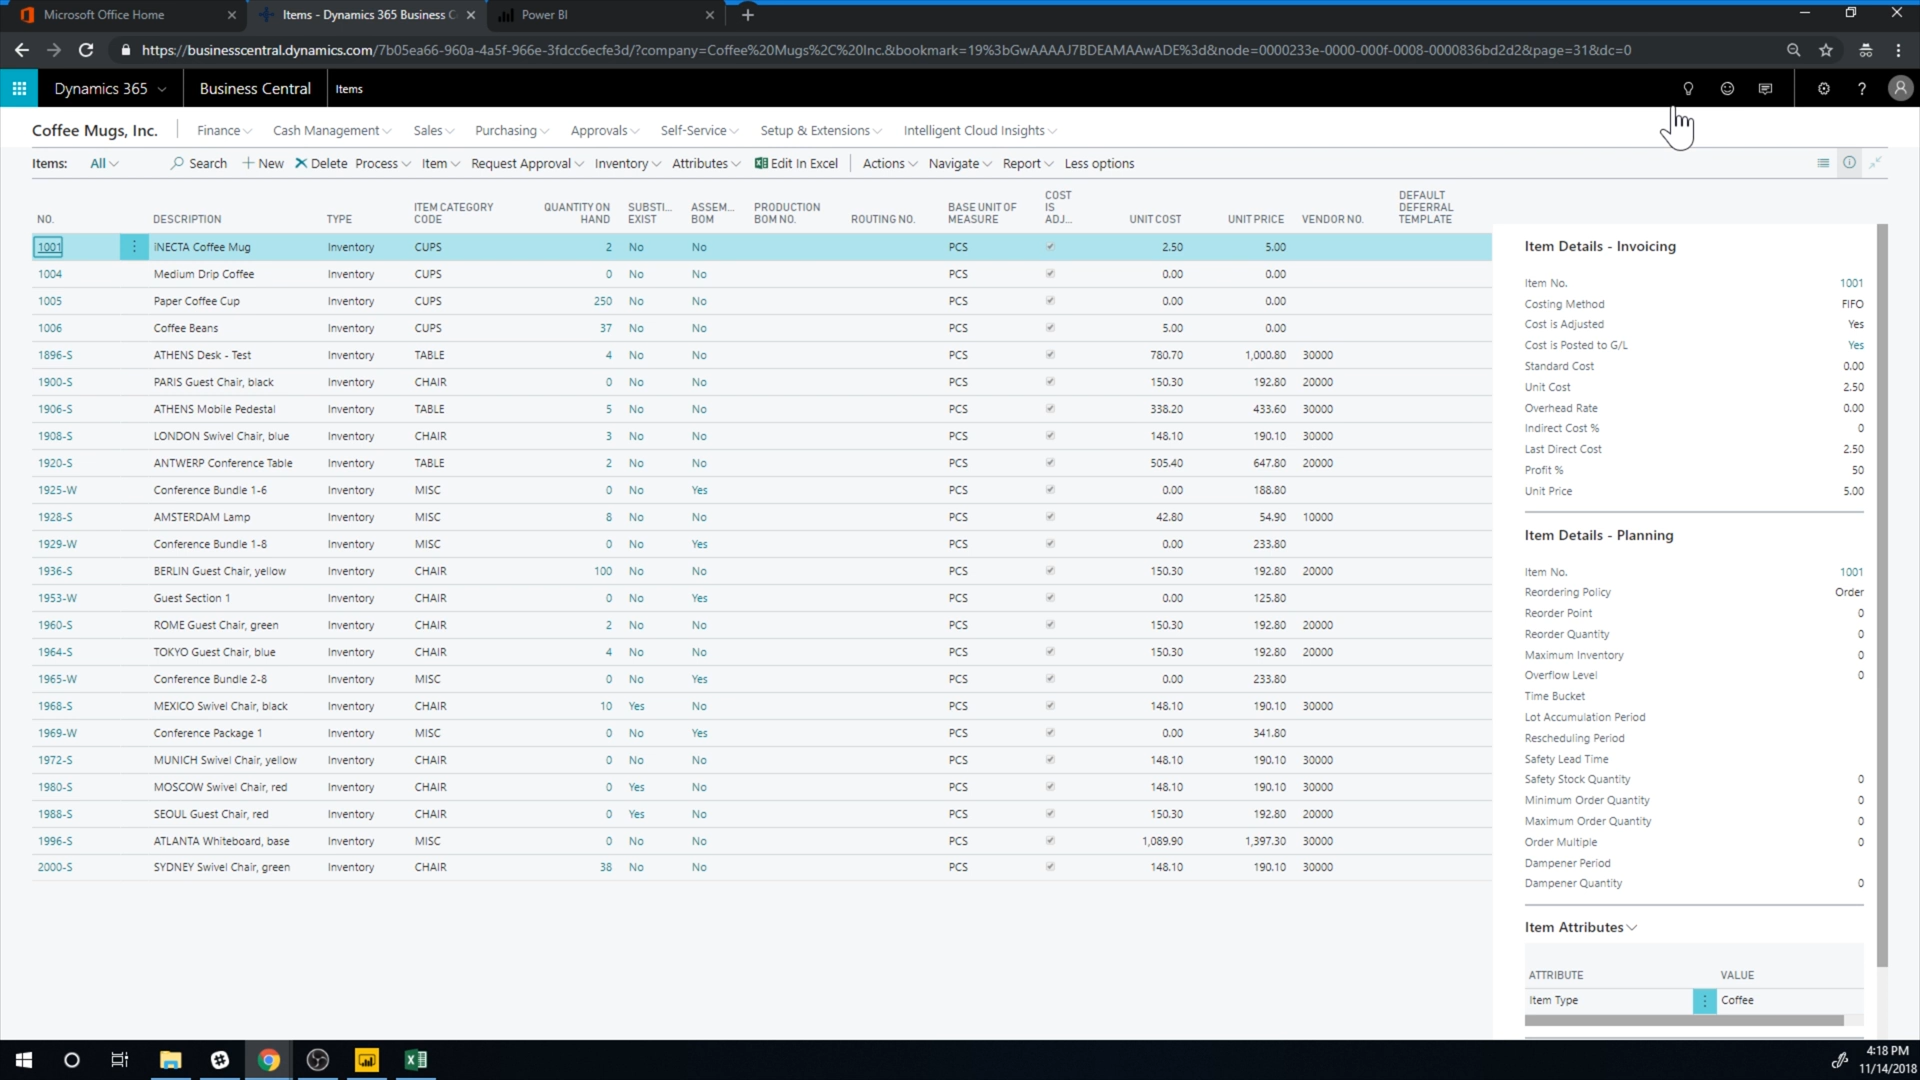 Microsoft Office Home
Items - Dynamics 365 Business C
Power BI
https://businesscentral.dynamics.com/7b05ea66-960a-4a5f-966e-3fdcc6ecfe3d/?company=Coffee%20Mugs%2C%20Inc.&bookmark=19%3bGwAAAAJ7BDEAMAAwADE%3d&node=0000233e-0000-000f-0008-0000836bd2d2&page=31&dc=0
Dynamics 365 Business Central Items
Coffee Mugs, Inc. Finance Cash Management Sales Purchasing Approvals Self-Service Setup & Extensions Intelligent Cloud Insights
Items: All Search New Delete Process Item Request Approval Inventory Attributes Edit In Excel Actions Navigate Report Less options
NO. DESCRIPTION TYPE ITEM CATEGORY CODE QUANTITY ON HAND SUBSTI... EXIST ASSEM... BOM PRODUCTION BOM NO. ROUTING NO. BASE UNIT OF MEASURE COST IS ADJ... UNIT COST UNIT PRICE VENDOR NO. DEFAULT DEFERRAL TEMPLATE
1001 iNECTA Coffee Mug Inventory CUPS 2 No No PCS 2.50 5.00
1004 Medium Drip Coffee Inventory CUPS 0 No No PCS 0.00 0.00
1005 Paper Coffee Cup Inventory CUPS 250 No No PCS 0.00 0.00
1006 Coffee Beans Inventory CUPS 37 No No PCS 5.00 0.00
1896-S ATHENS Desk - Test Inventory TABLE 4 No No PCS 780.70 1,000.80 30000
1900-S PARIS Guest Chair, black Inventory CHAIR 0 No No PCS 150.30 192.80 20000
1906-S ATHENS Mobile Pedestal Inventory TABLE 5 No No PCS 338.20 433.60 30000
1908-S LONDON Swivel Chair, blue Inventory CHAIR 3 No No PCS 148.10 190.10 30000
1920-S ANTWERP Conference Table Inventory TABLE 2 No No PCS 505.40 647.80 20000
1925-W Conference Bundle 1-6 Inventory MISC 0 No Yes PCS 0.00 188.80
1928-S AMSTERDAM Lamp Inventory MISC 8 No No PCS 42.80 54.90 10000
1929-W Conference Bundle 1-8 Inventory MISC 0 No Yes PCS 0.00 233.80
1936-S BERLIN Guest Chair, yellow Inventory CHAIR 100 No No PCS 150.30 192.80 20000
1953-W Guest Section 1 Inventory CHAIR 0 No Yes PCS 0.00 125.80
1960-S ROME Guest Chair, green Inventory CHAIR 2 No No PCS 150.30 192.80 20000
1964-S TOKYO Guest Chair, blue Inventory CHAIR 4 No No PCS 150.30 192.80 20000
1965-W Conference Bundle 2-8 Inventory MISC 0 No Yes PCS 0.00 233.80
1968-S MEXICO Swivel Chair, black Inventory CHAIR 10 Yes No PCS 148.10 190.10 30000
1969-W Conference Package 1 Inventory MISC 0 No Yes PCS 0.00 341.80
1972-S MUNICH Swivel Chair, yellow Inventory CHAIR 0 No No PCS 148.10 190.10 30000
1980-S MOSCOW Swivel Chair, red Inventory CHAIR 0 Yes No PCS 148.10 190.10 30000
1988-S SEOUL Guest Chair, red Inventory CHAIR 0 Yes No PCS 150.30 192.80 20000
1996-S ATLANTA Whiteboard, base Inventory MISC 0 No No PCS 1,089.90 1,397.30 30000
2000-S SYDNEY Swivel Chair, green Inventory CHAIR 38 No No PCS 148.10 190.10 30000
Item Details - Invoicing
Item No. 1001
Costing Method FIFO
Cost is Adjusted Yes
Cost is Posted to G/L Yes
Standard Cost 0.00
Unit Cost 2.50
Overhead Rate 0.00
Indirect Cost % 0
Last Direct Cost 2.50
Profit % 50
Unit Price 5.00
Item Details - Planning
Item No. 1001
Reordering Policy Order
Reorder Point 0
Reorder Quantity 0
Maximum Inventory 0
Overflow Level 0
Time Bucket
Lot Accumulation Period
Rescheduling Period
Safety Lead Time
Safety Stock Quantity 0
Minimum Order Quantity 0
Maximum Order Quantity 0
Order Multiple 0
Dampener Period
Dampener Quantity 0
Item Attributes
ATTRIBUTE VALUE
Item Type Coffee
4:18 PM
11/14/2018